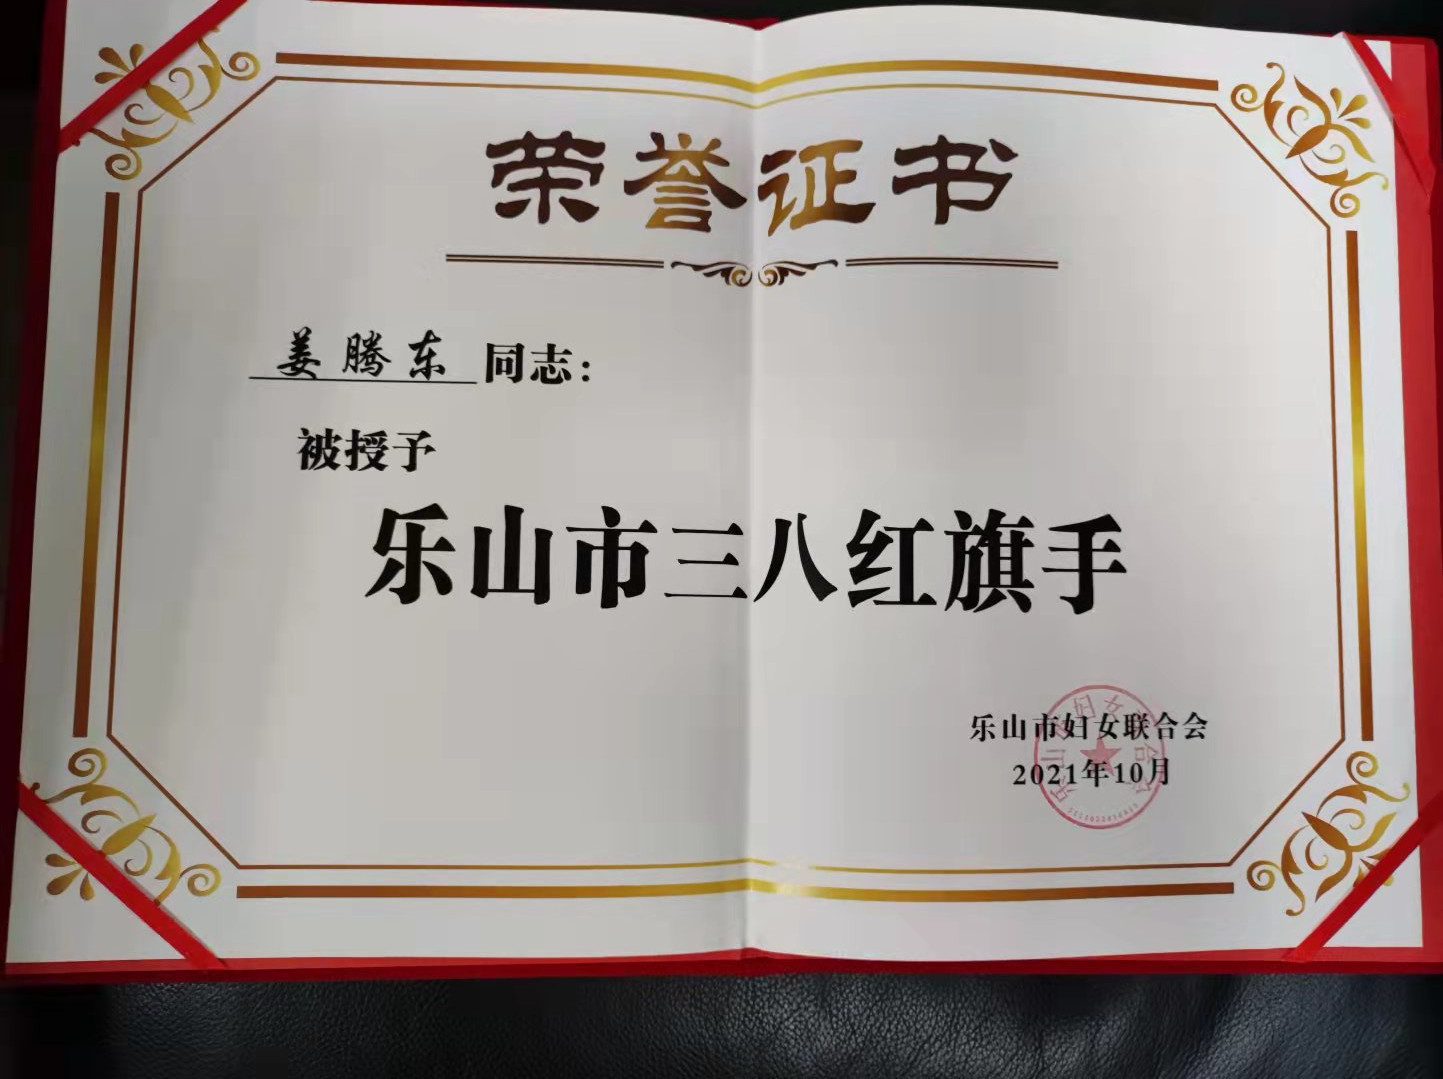 荣誉证书
姜腾东 同志：
被授予
乐山市三八红旗手
乐山市妇女联合会
2021年10月